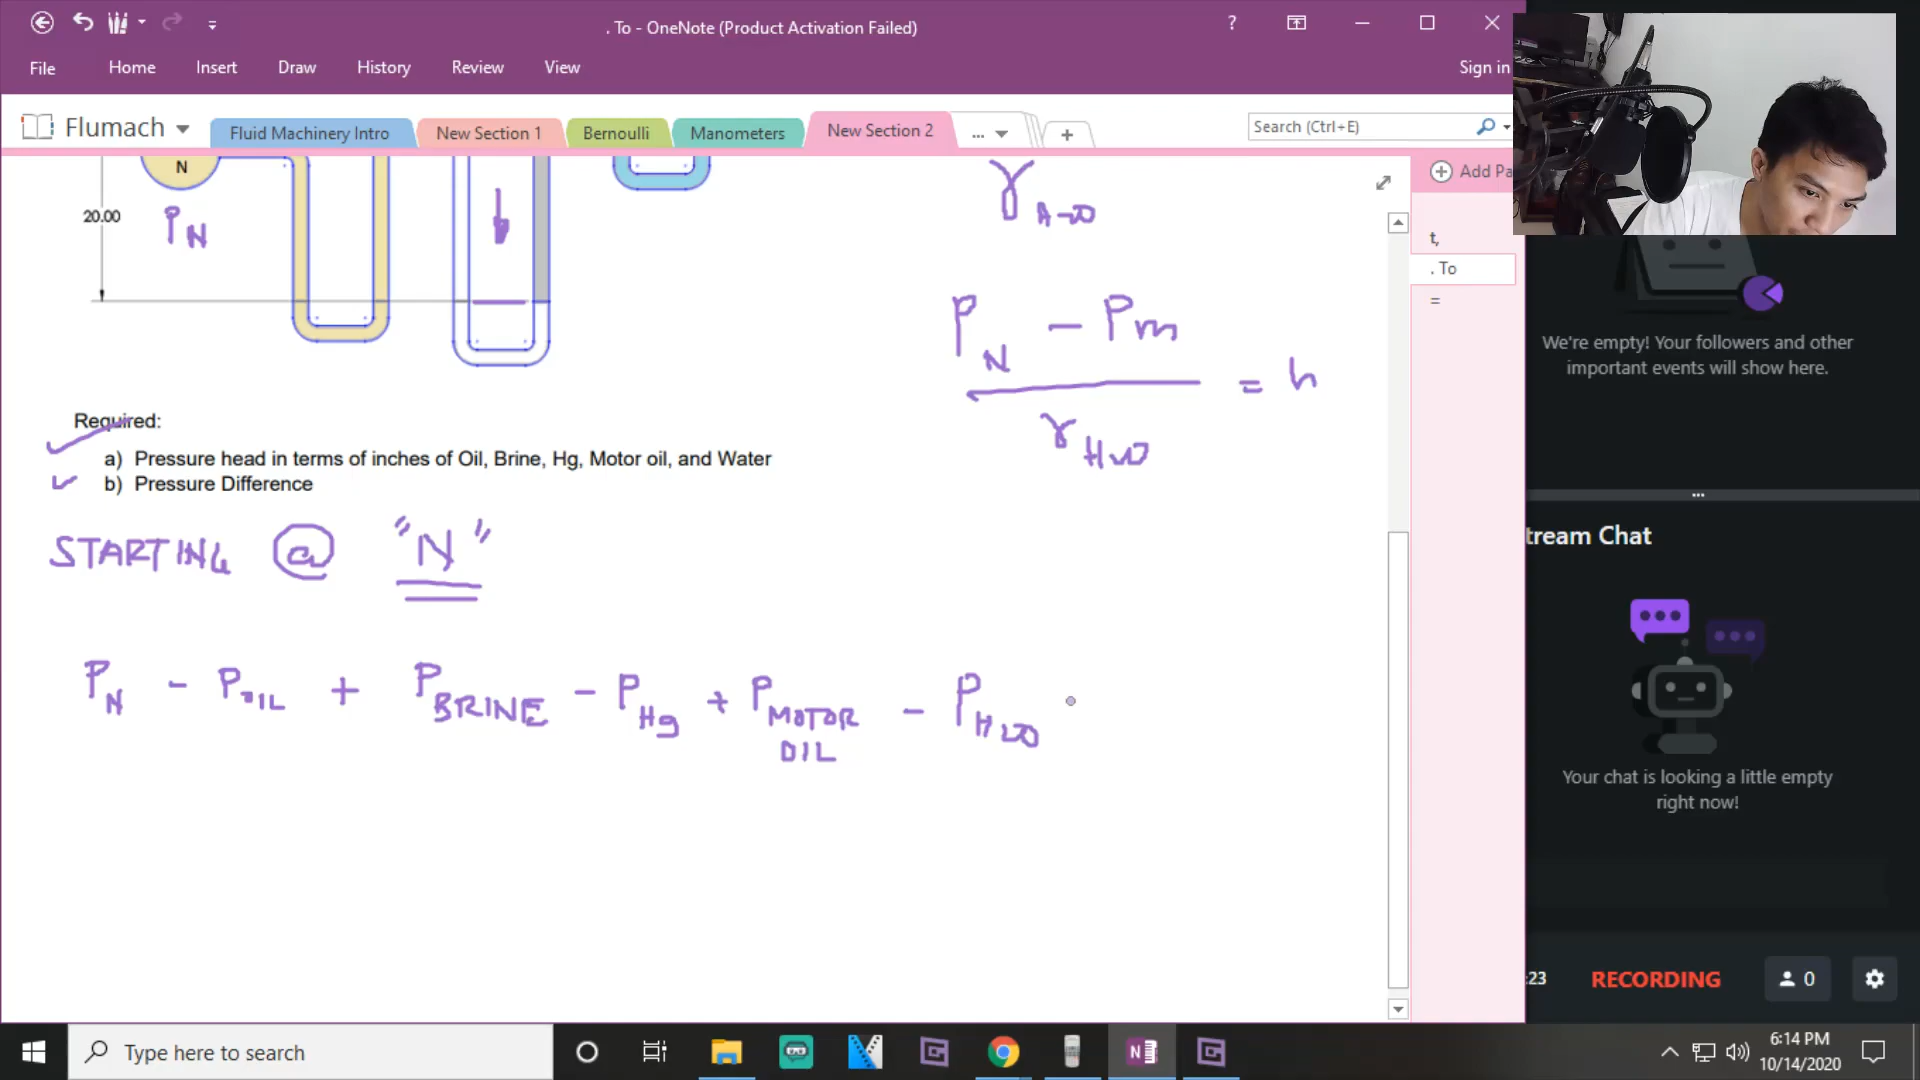 . To - OneNote (Product Activation Failed)
?
File Home Insert Draw History Review View
Sign in
Flumach
Fluid Machinery Intro
New Section 1
Bernoulli
Manometers
New Section 2
...
+
Search (Ctrl+E)
Add Pa
t,
. To
=
N
20.00
PN
γ H2O
PN - Pm
= h
γ H2O
Required:
a) Pressure head in terms of inches of Oil, Brine, Hg, Motor oil, and Water
b) Pressure Difference
STARTING @ "N"
PN - POIL + PBRINE - PHg + PMOTOR OIL - PH2O
We're empty! Your followers and other
important events will show here.
...
tream Chat
Your chat is looking a little empty
right now!
:23
RECORDING
0
Type here to search
6:14 PM
10/14/2020